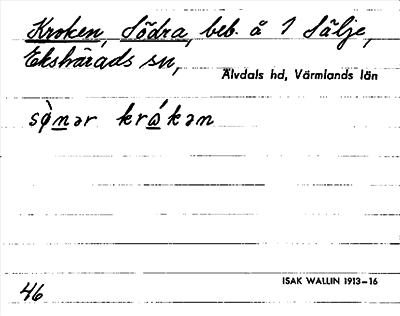 Kroken, Södra, beb. å 1 Sälje,
Ekshärads sn,
Älvdals hd, Värmlands län
sø̀nər krɷ́kən
46
ISAK WALLIN 1913–16